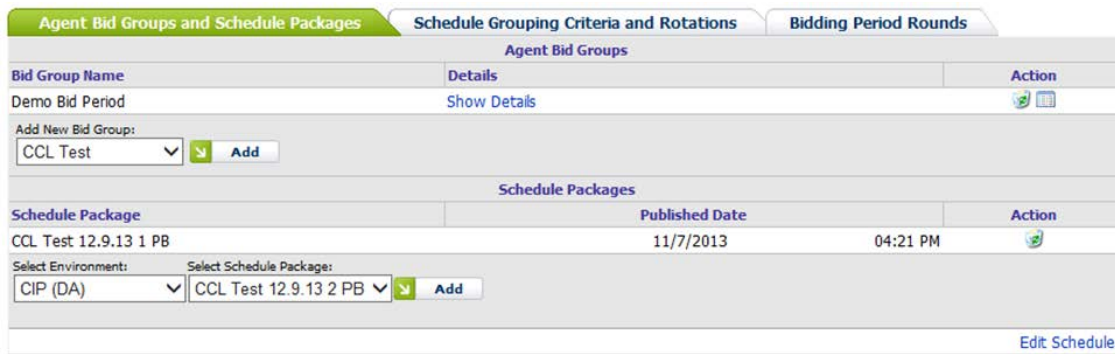 Agent Bid Groups and Schedule Packages Schedule Grouping Criteria and Rotations Bidding Period Rounds
Agent Bid Groups
Bid Group Name Details Action
Demo Bid Period Show Details
Add New Bid Group:
CCL Test Add
Schedule Packages
Schedule Package Published Date Action
CCL Test 12.9.13 1 PB 11/7/2013 04:21 PM
Select Environment: Select Schedule Package:
CIP (DA) CCL Test 12.9.13 2 PB Add
Edit Schedule